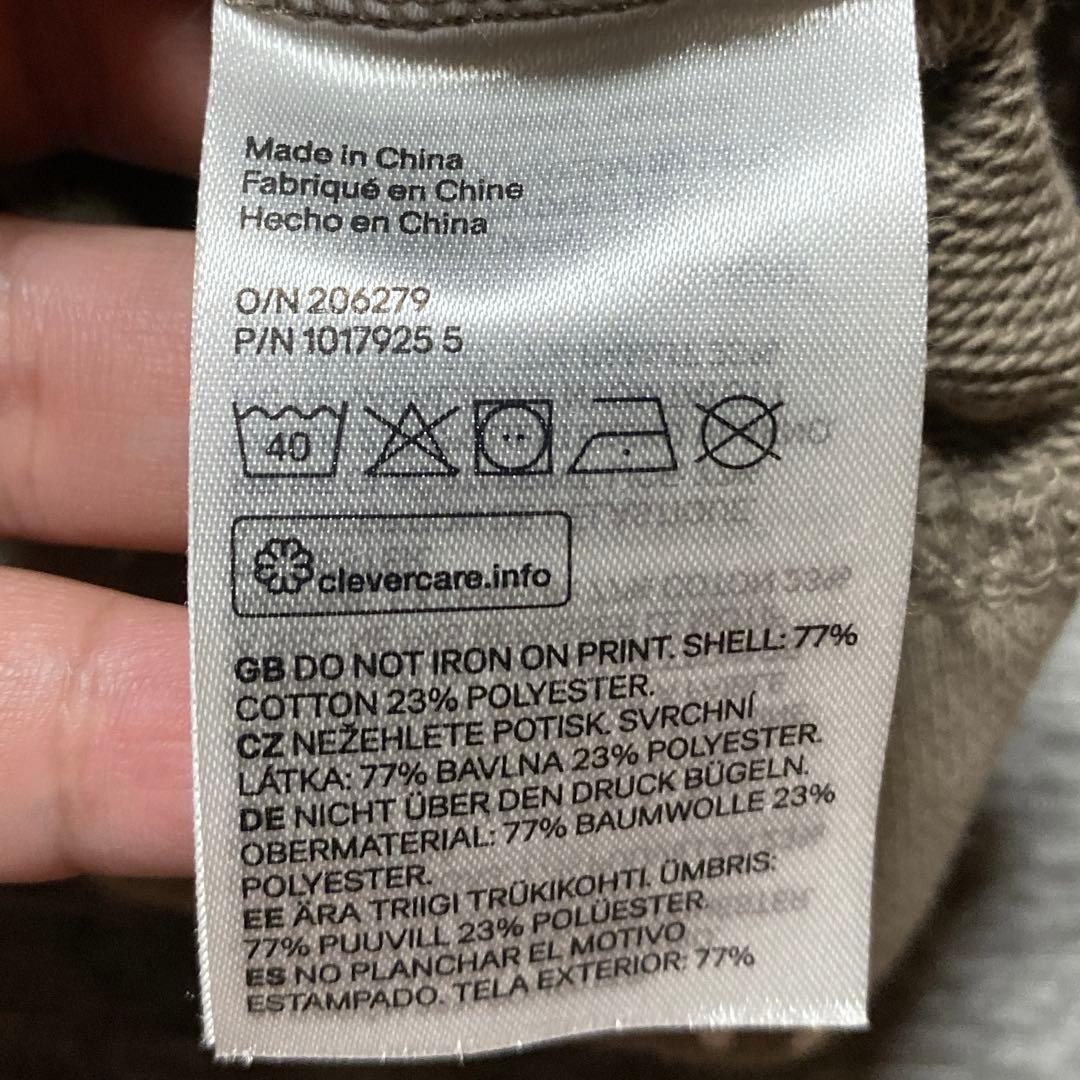 Made in China
Fabriqué en Chine
Hecho en China
O/N 206279
P/N 1017925 5
40
clevercare.info
GB DO NOT IRON ON PRINT. SHELL: 77%
COTTON 23% POLYESTER.
CZ NEŽEHLETE POTISK. SVRCHNÍ
LÁTKA: 77% BAVLNA 23% POLYESTER.
DE NICHT ÜBER DEN DRUCK BÜGELN.
OBERMATERIAL: 77% BAUMWOLLE 23%
POLYESTER.
EE ÄRA TRIIGI TRÜKIKOHTI. ÜMBRIS:
77% PUUVILL 23% POLÜESTER
ES NO PLANCHAR EL MOTIVO
ESTAMPADO. TELA EXTERIOR: 77%